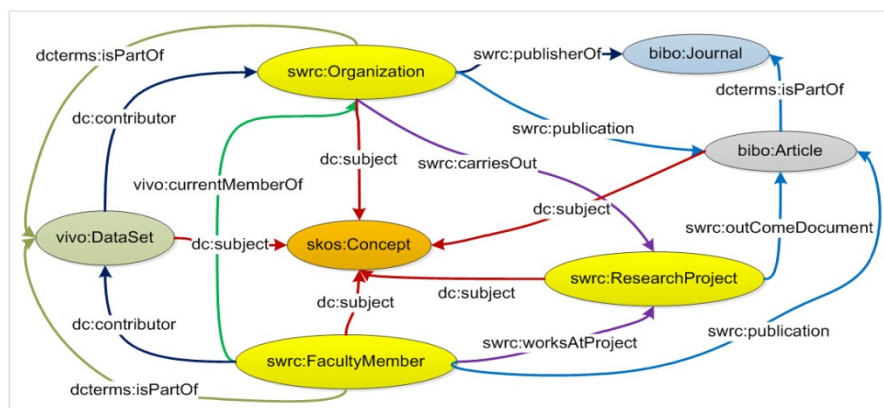 dcterms:isPartOf
swrc:Organization
swrc:publisherOf
bibo:Journal
dcterms:isPartOf
dc:contributor
swrc:publication
bibo:Article
dc:subject
swrc:carriesOut
vivo:currentMemberOf
dc:subject
swrc:outComeDocument
vivo:DataSet
dc:subject
skos:Concept
swrc:ResearchProject
dc:subject
dc:subject
dc:contributor
swrc:worksAtProject
swrc:publication
swrc:FacultyMember
dcterms:isPartOf